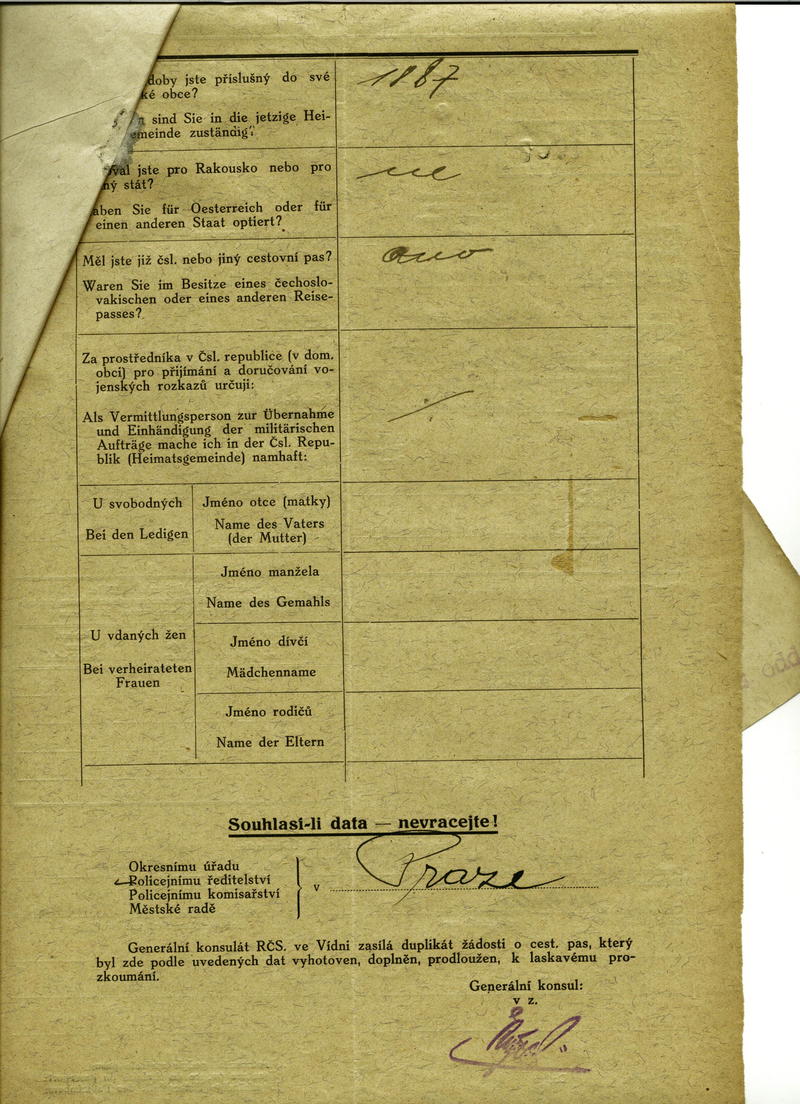 doby jste příslušný do své
ké obce?
1887
sind Sie in die jetzige Hei-
meinde zuständig?
val jste pro Rakousko nebo pro
ný stát?
ne
aben Sie für Oesterreich oder für
einen anderen Staat optiert?
Měl jste již čsl. nebo jiný cestovní pas?
ano
Waren Sie im Besitze eines čechoslo-
vakischen oder eines anderen Reise-
passes?
Za prostředníka v Čsl. republice (v dom.
obci) pro přijímání a doručování vo-
jenských rozkazů určuji:
Als Vermittlungsperson zur Übernahme
und Einhändigung der militärischen
Aufträge mache ich in der Čsl. Repu-
blik (Heimatsgemeinde) namhaft:
U svobodných
Bei den Ledigen
Jméno otce (matky)
Name des Vaters
(der Mutter)
U vdaných žen
Bei verheirateten
Frauen
Jméno manžela
Name des Gemahls
Jméno dívčí
Mädchenname
Jméno rodičů
Name der Eltern
Souhlasí-li data — nevracejte!
Okresnímu úřadu
Policejnímu ředitelství
Policejnímu komisařství
Městské radě
v Praze
Generální konsulát RČS. ve Vídni zasílá duplikát žádosti o cest. pas, který
byl zde podle uvedených dat vyhotoven, doplněn, prodloužen, k laskavému pro-
zkoumání.
Generální konsul:
v z.